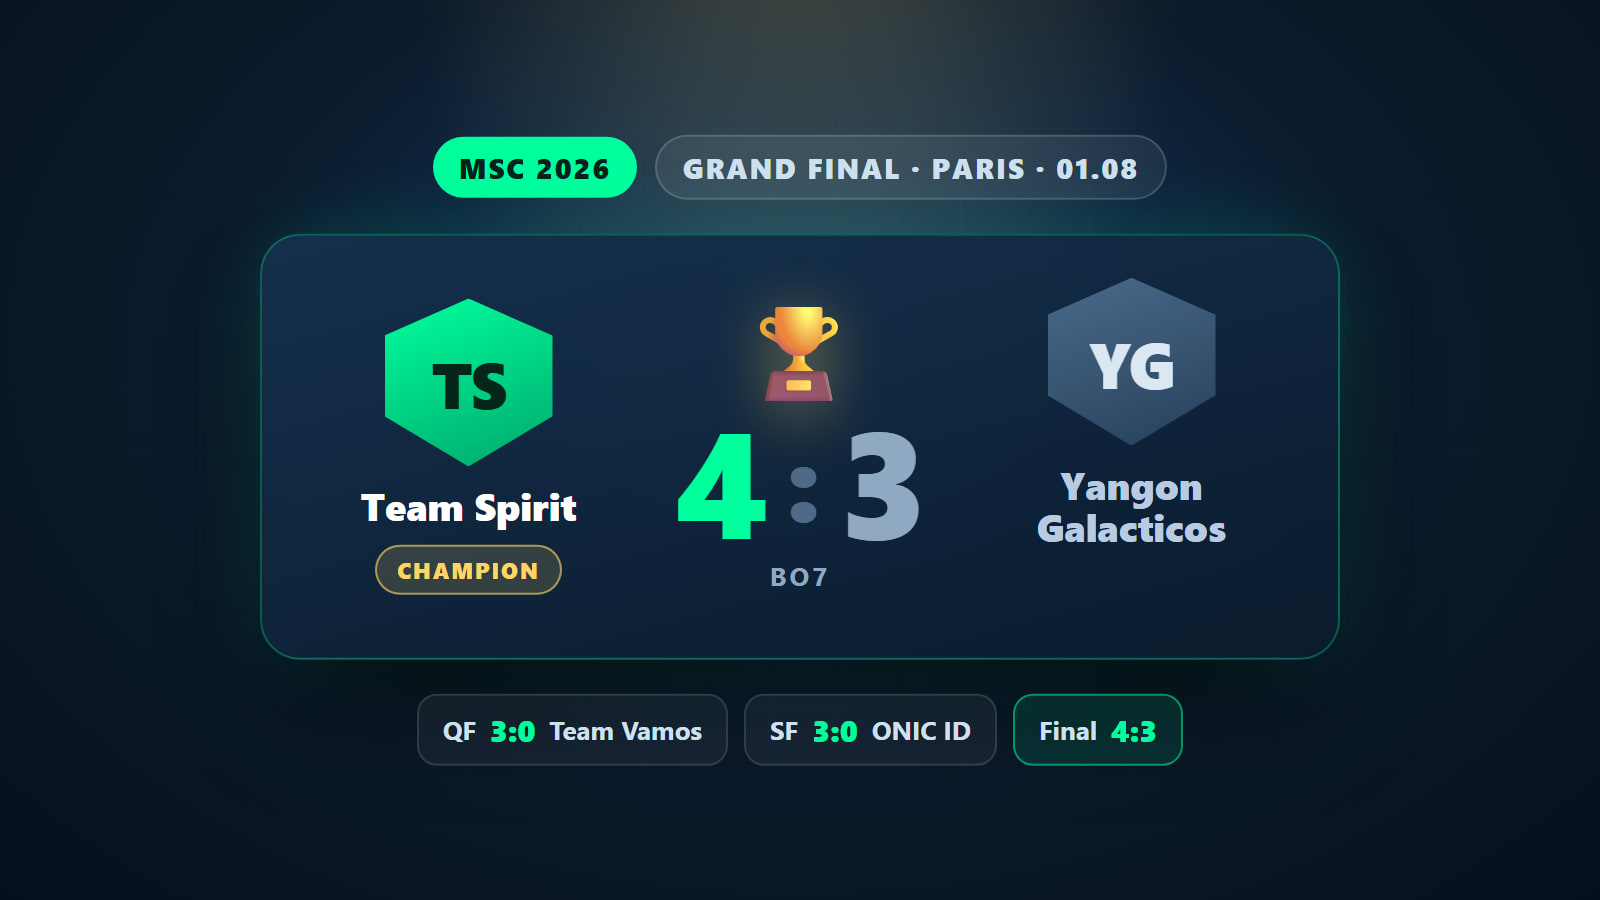 MSC 2026
GRAND FINAL · PARIS · 01.08
TS
Team Spirit
CHAMPION
4:3
BO7
YG
Yangon
Galacticos
QF 3:0 Team Vamos
SF 3:0 ONIC ID
Final 4:3